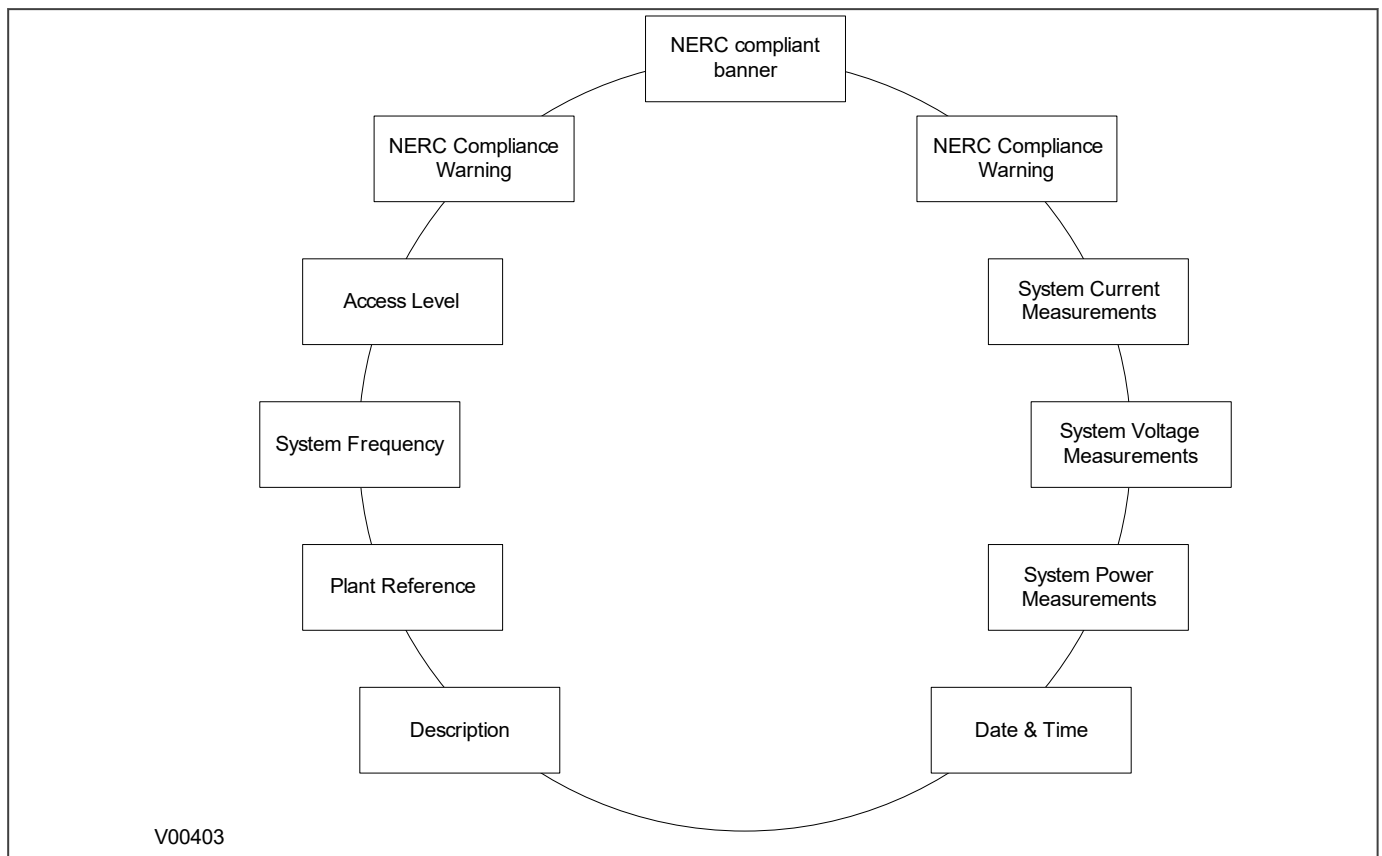 NERC compliant
banner
NERC Compliance
Warning
NERC Compliance
Warning
Access Level
System Current
Measurements
System Frequency
System Voltage
Measurements
Plant Reference
System Power
Measurements
Description
Date & Time
V00403